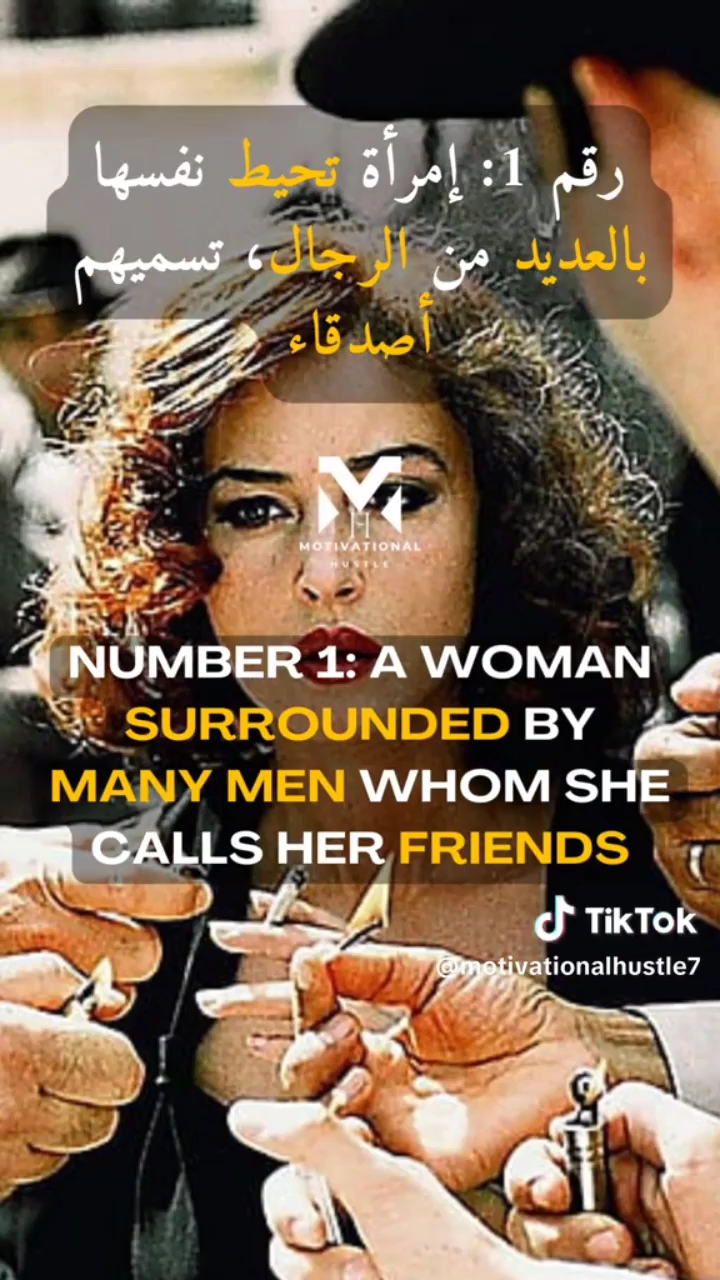 رقم 1: إمرأة تحيط نفسها
بالعديد من الرجال، تسميهم
أصدقاء
MOTIVATIONAL
HUSTLE
NUMBER 1: A WOMAN
SURROUNDED BY
MANY MEN WHOM SHE
CALLS HER FRIENDS
TikTok
@motivationalhustle7